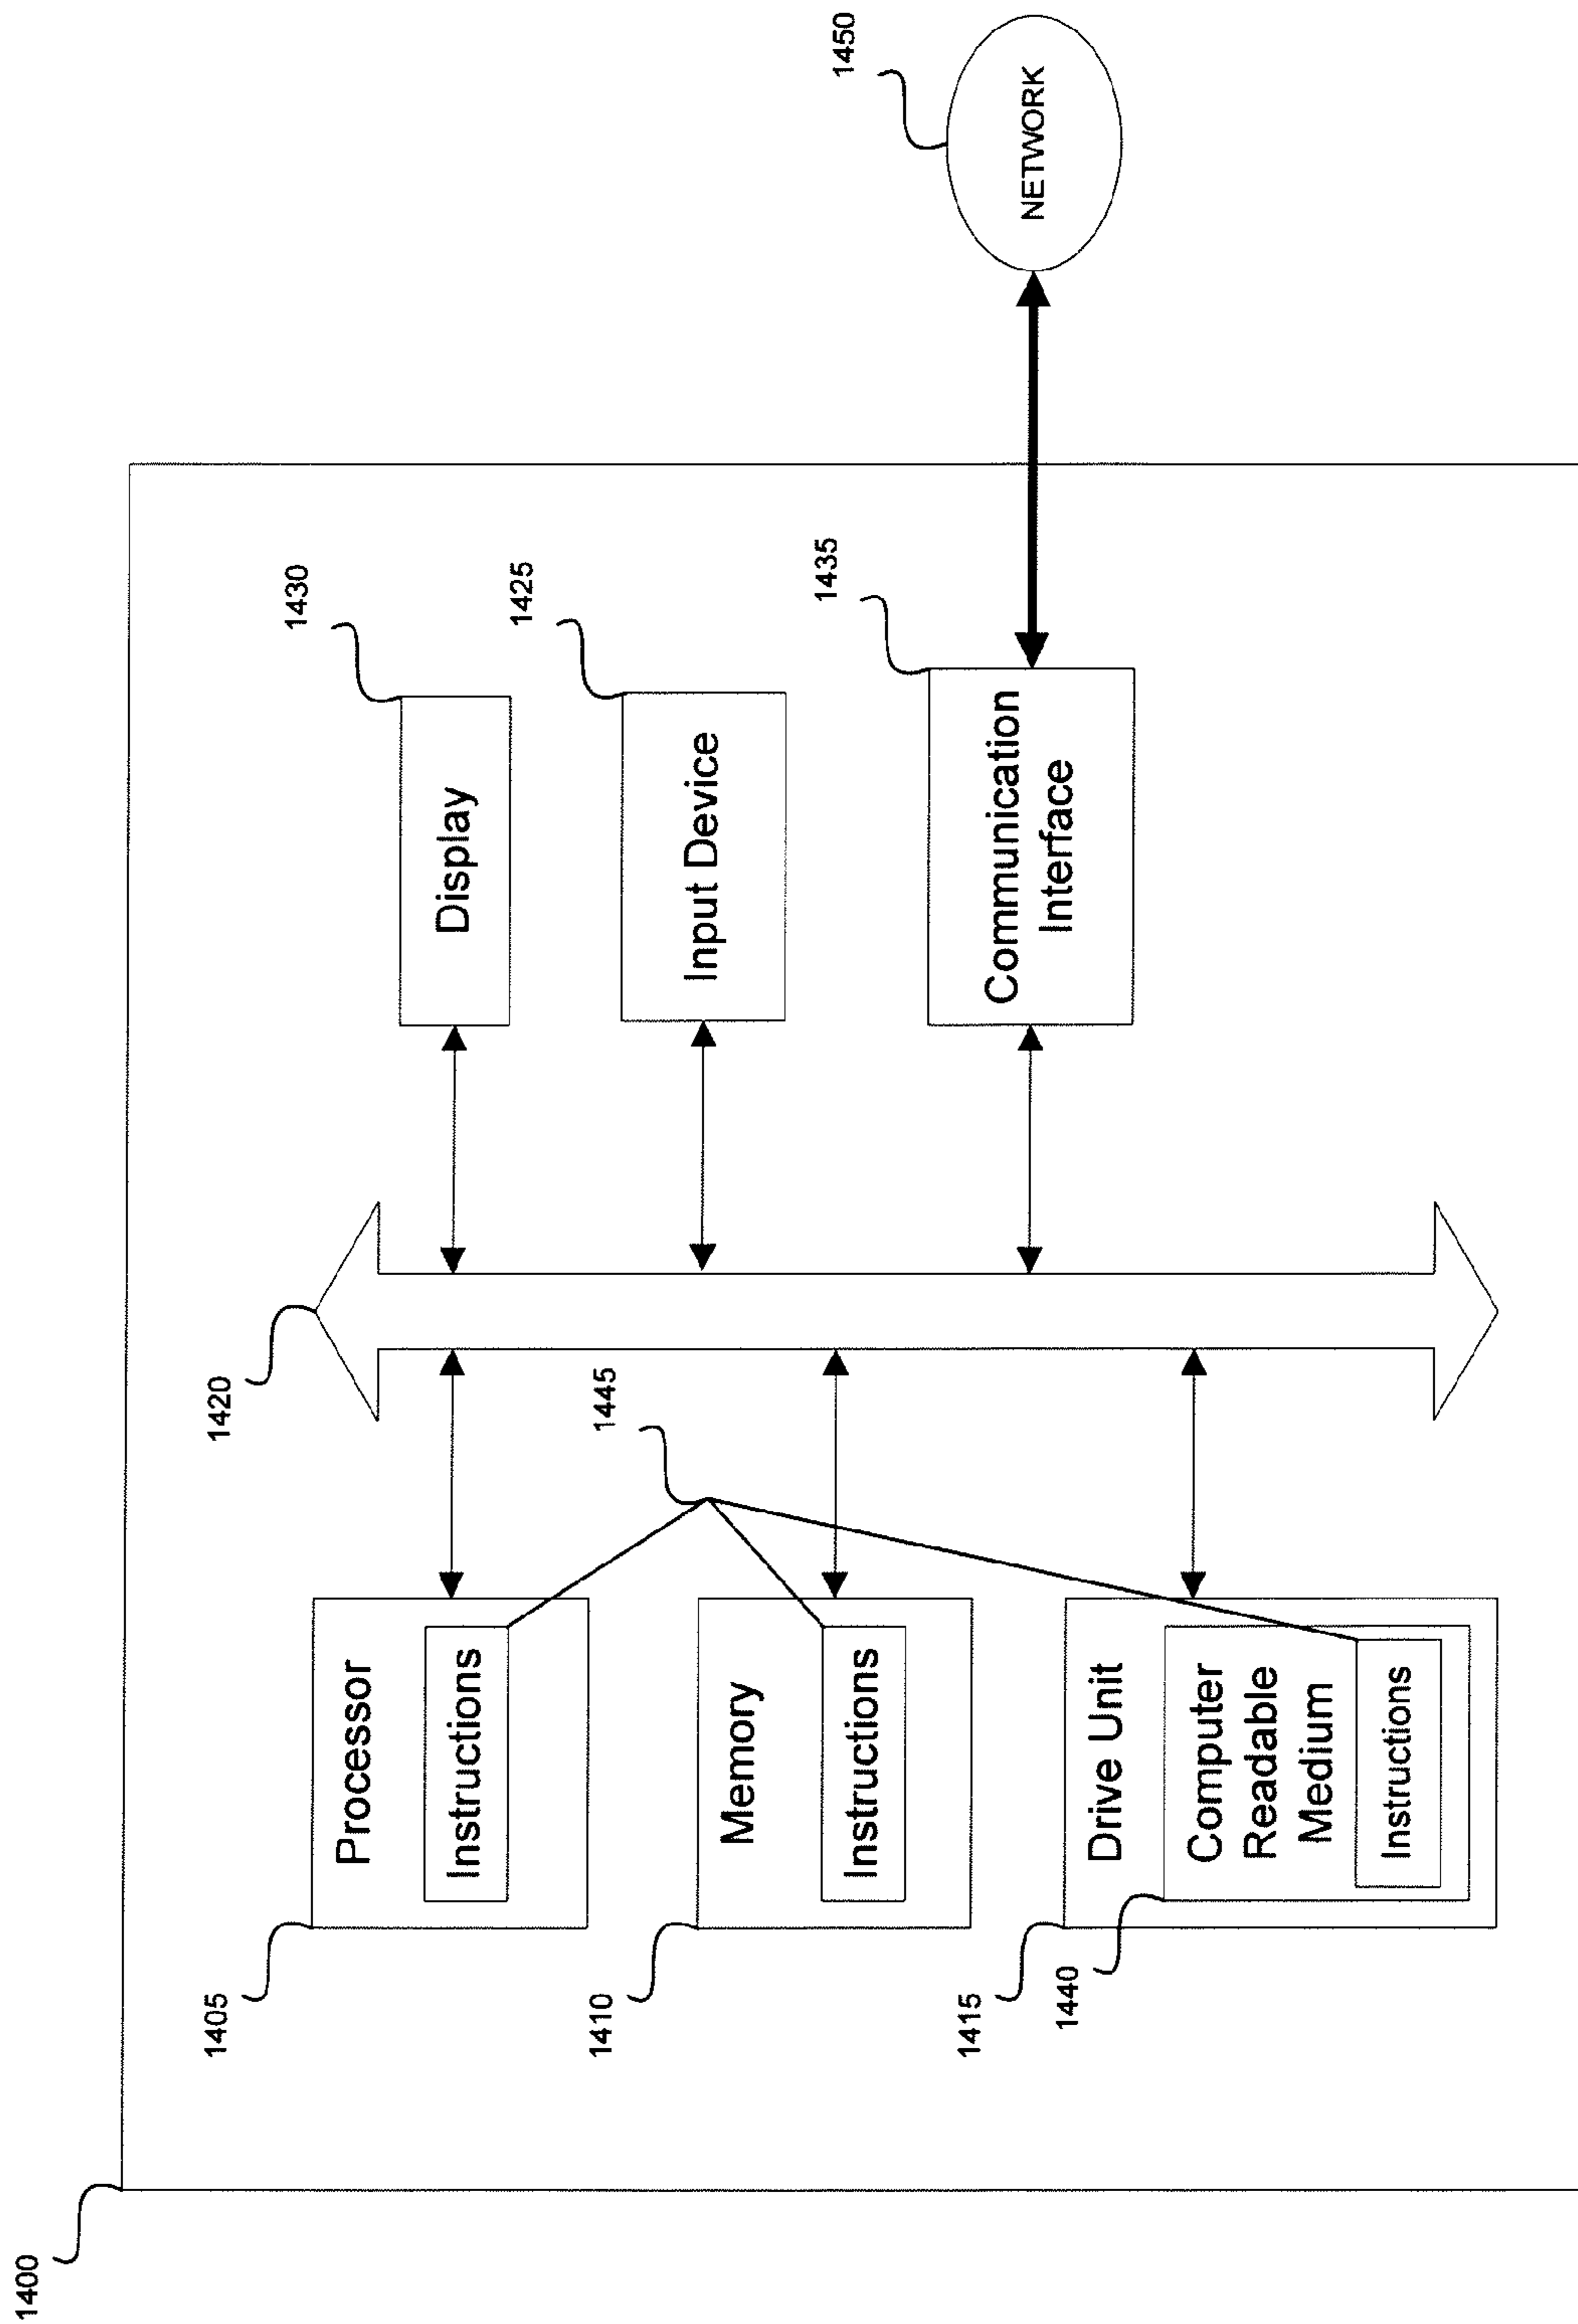 1400
1405
Processor
Instructions
1410
Memory
Instructions
1415
Drive Unit
1440
Computer
Readable
Medium
Instructions
1420
1445
1430
Display
1425
Input Device
1435
Communication
Interface
1450
NETWORK